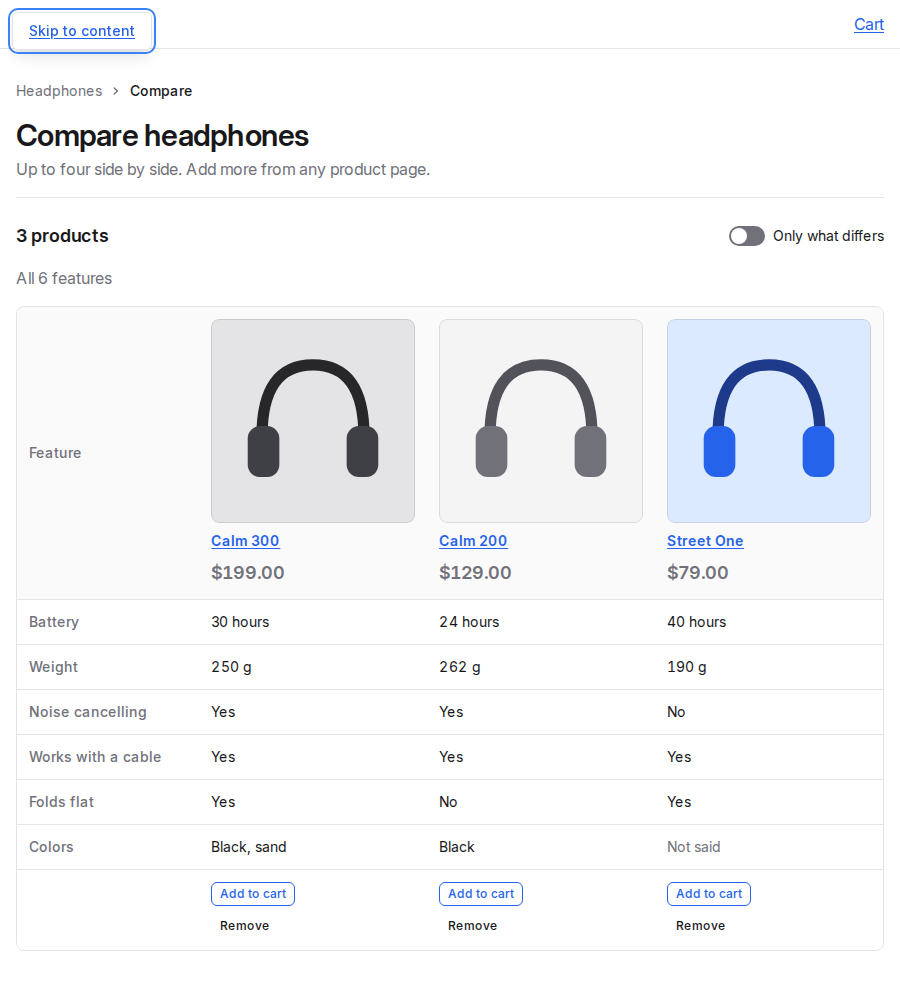 Skip to content
Cart
Headphones > Compare
Compare headphones
Up to four side by side. Add more from any product page.
3 products
Only what differs
All 6 features
Feature
Calm 300
$199.00
Calm 200
$129.00
Street One
$79.00
Battery 30 hours 24 hours 40 hours
Weight 250 g 262 g 190 g
Noise cancelling Yes Yes No
Works with a cable Yes Yes Yes
Folds flat Yes No Yes
Colors Black, sand Black Not said
Add to cart Add to cart Add to cart
Remove Remove Remove